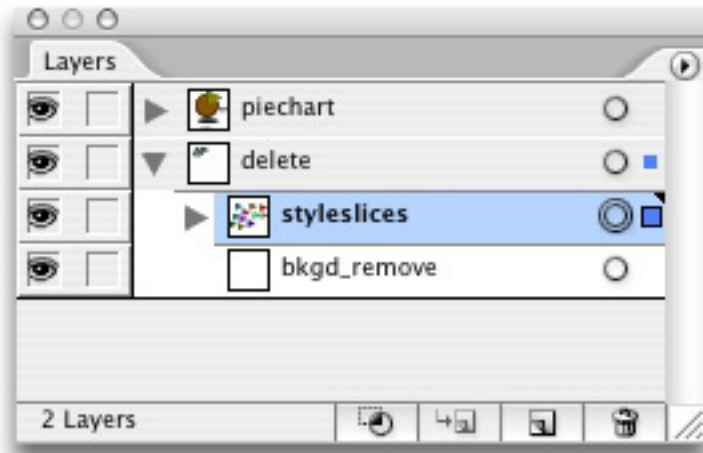 Layers
piechart
delete
styleslices
bkgd_remove
2 Layers